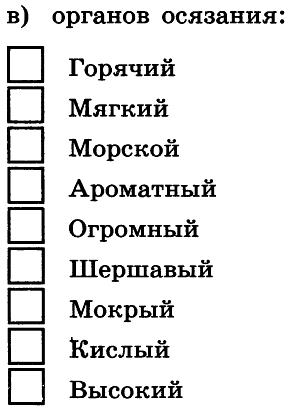 в) органов осязания:
Горячий
Мягкий
Морской
Ароматный
Огромный
Шершавый
Мокрый
Кислый
Высокий